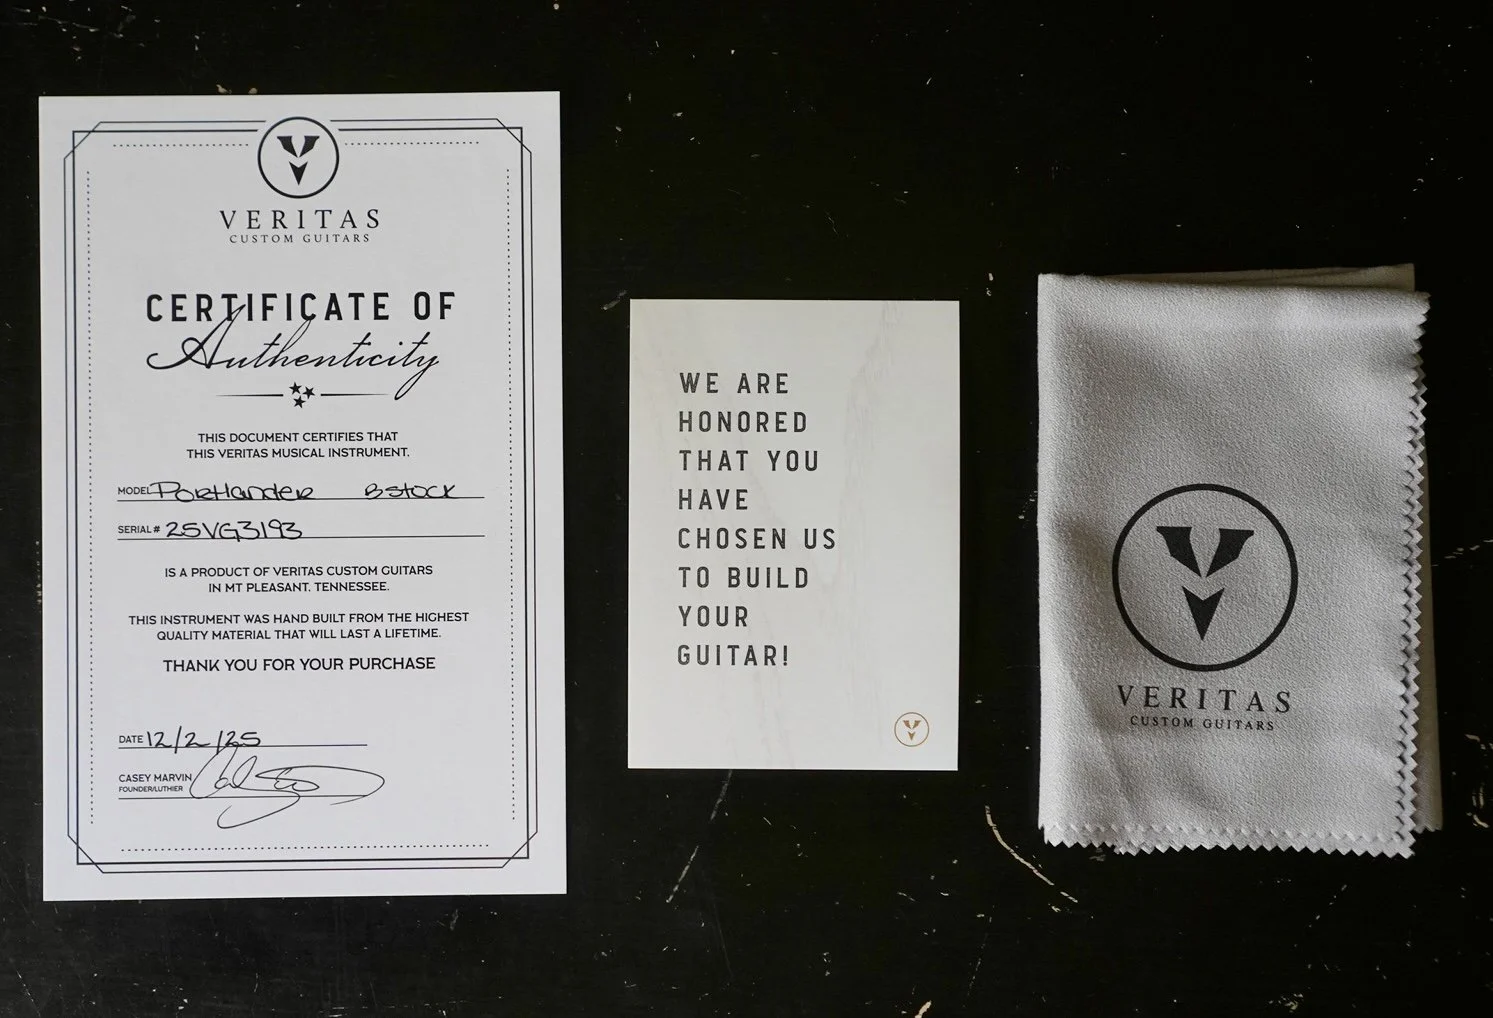 VERITAS
CUSTOM GUITARS
CERTIFICATE OF
Authenticity
THIS DOCUMENT CERTIFIES THAT
THIS VERITAS MUSICAL INSTRUMENT.
MODEL Portlander B stock
SERIAL# 25VG3193
IS A PRODUCT OF VERITAS CUSTOM GUITARS
IN MT PLEASANT. TENNESSEE.
THIS INSTRUMENT WAS HAND BUILT FROM THE HIGHEST
QUALITY MATERIAL THAT WILL LAST A LIFETIME.
THANK YOU FOR YOUR PURCHASE
DATE 12/2/25
CASEY MARVIN
FOUNDER/LUTHIER
WE ARE
HONORED
THAT YOU
HAVE
CHOSEN US
TO BUILD
YOUR
GUITAR!
VERITAS
CUSTOM GUITARS